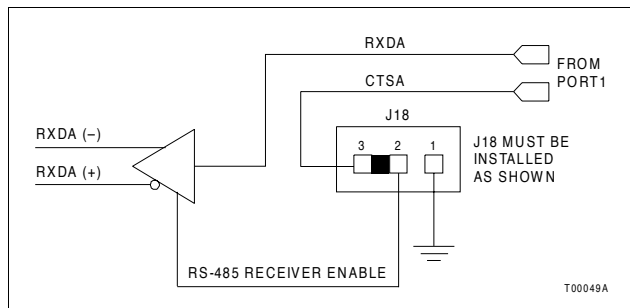 RXDA
CTSA
FROM
PORT1
J18
3 2 1
J18 MUST BE
INSTALLED
AS SHOWN
RXDA (–)
RXDA (+)
RS-485 RECEIVER ENABLE
T00049A